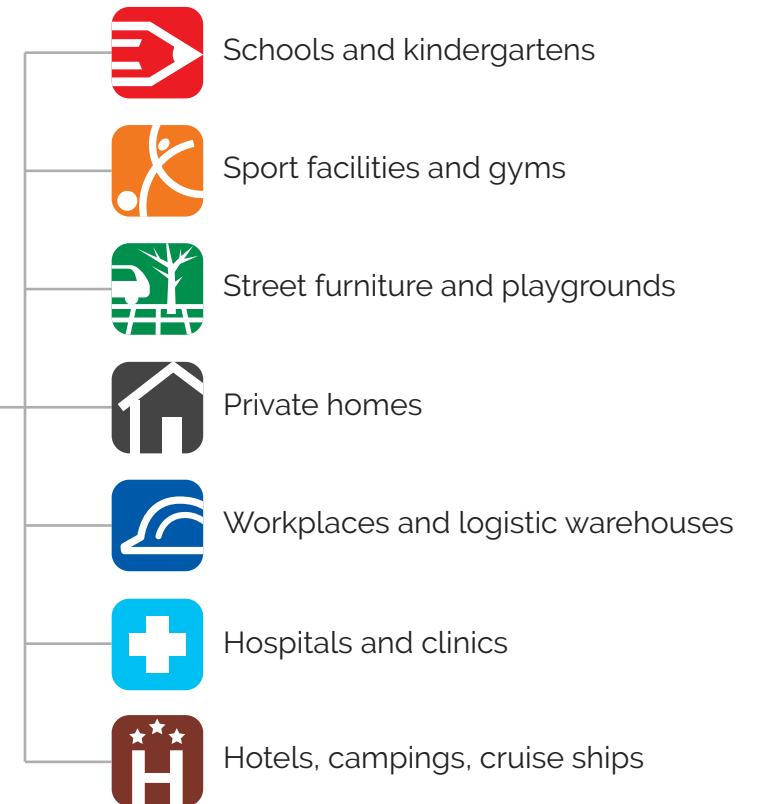 Schools and kindergartens
Sport facilities and gyms
Street furniture and playgrounds
Private homes
Workplaces and logistic warehouses
Hospitals and clinics
H
Hotels, campings, cruise ships